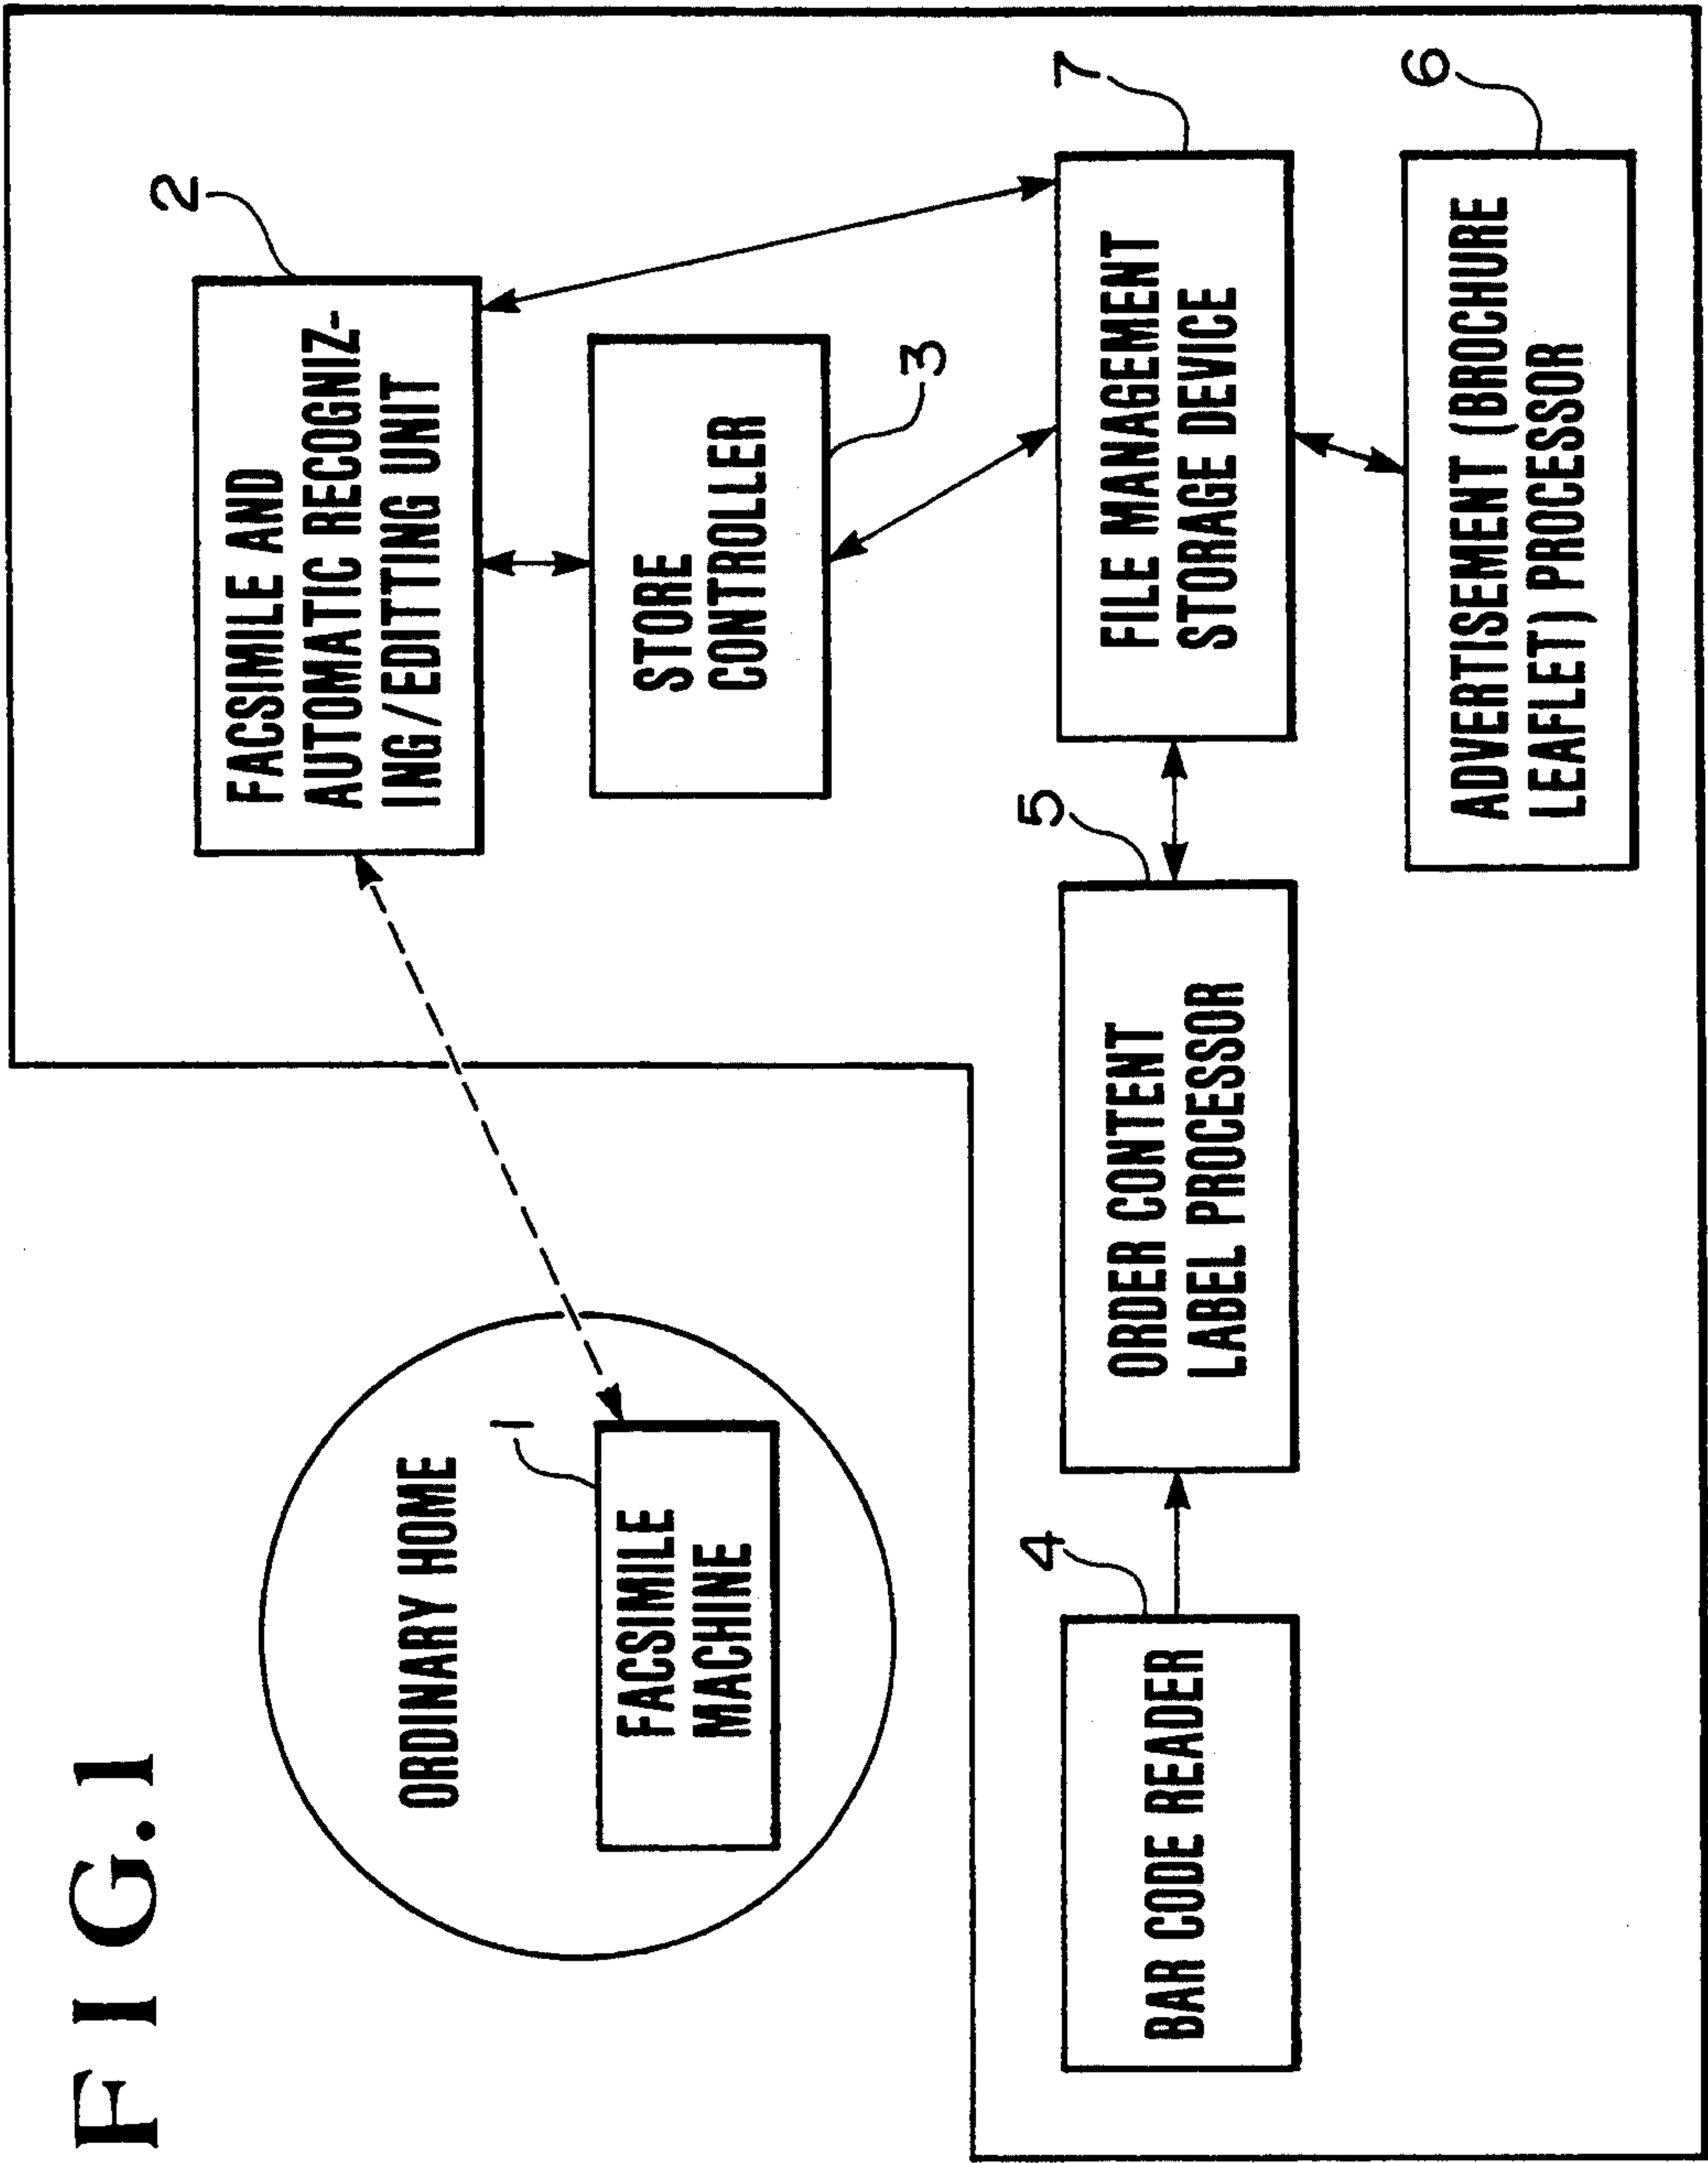 FIG.1
ORDINARY HOME
1
FACSIMILE
MACHINE
2
FACSIMILE AND
AUTOMATIC RECOGNIZ-
ING/EDITTING UNIT
STORE
CONTROLLER
3
4
BAR CODE READER
5
ORDER CONTENT
LABEL PROCESSOR
7
FILE MANAGEMENT
STORAGE DEVICE
6
ADVERTISEMENT (BROCHURE
LEAFLET) PROCESSOR